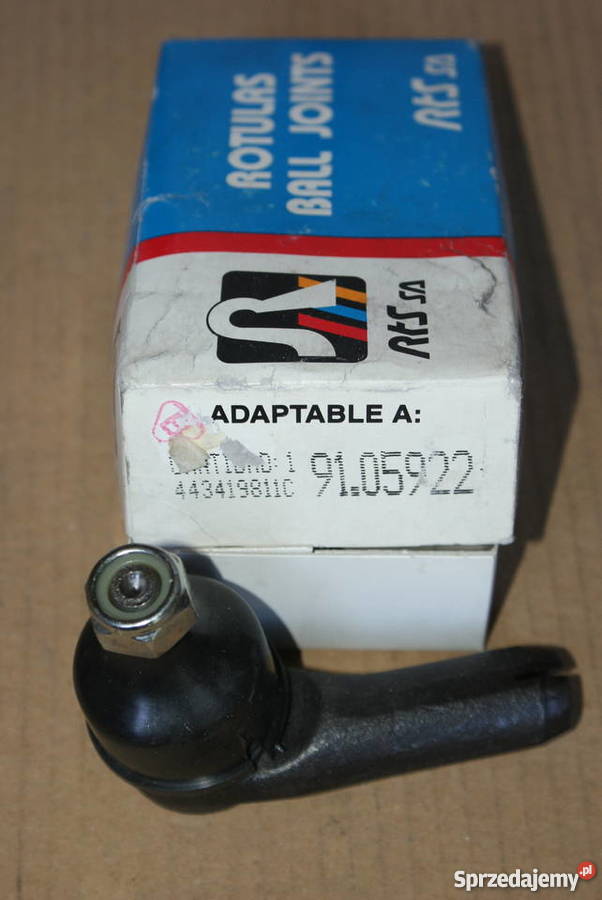 ROTULAS
BALL JOINTS
RTS SA
RTS SA
ADAPTABLE A:
CANTIDAD: 1
443419811C
91.05922
Sprzedajemy.pl